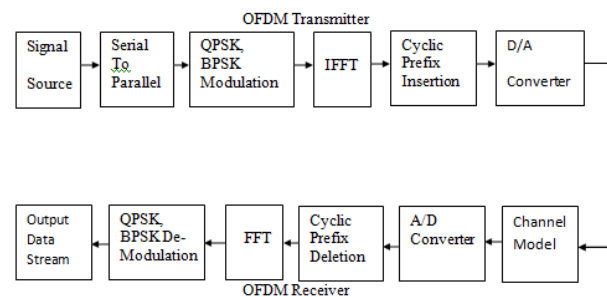 OFDM Transmitter
Signal
Source
Serial
To
Parallel
QPSK,
BPSK
Modulation
IFFT
Cyclic
Prefix
Insertion
D/A
Converter
Output
Data
Stream
QPSK,
BPSK De-
Modulation
FFT
Cyclic
Prefix
Deletion
A/D
Converter
Channel
Model
OFDM Receiver